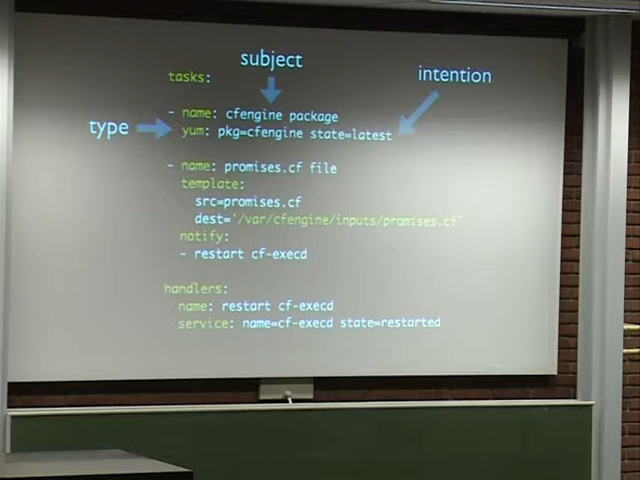 subject
tasks:
intention
- name: cfengine package
type
yum: pkg=cfengine state=latest
- name: promises.cf file
template:
src=promises.cf
dest='/var/cfengine/inputs/promises.cf'
notify:
- restart cf-execd
handlers:
name: restart cf-execd
service: name=cf-execd state=restarted